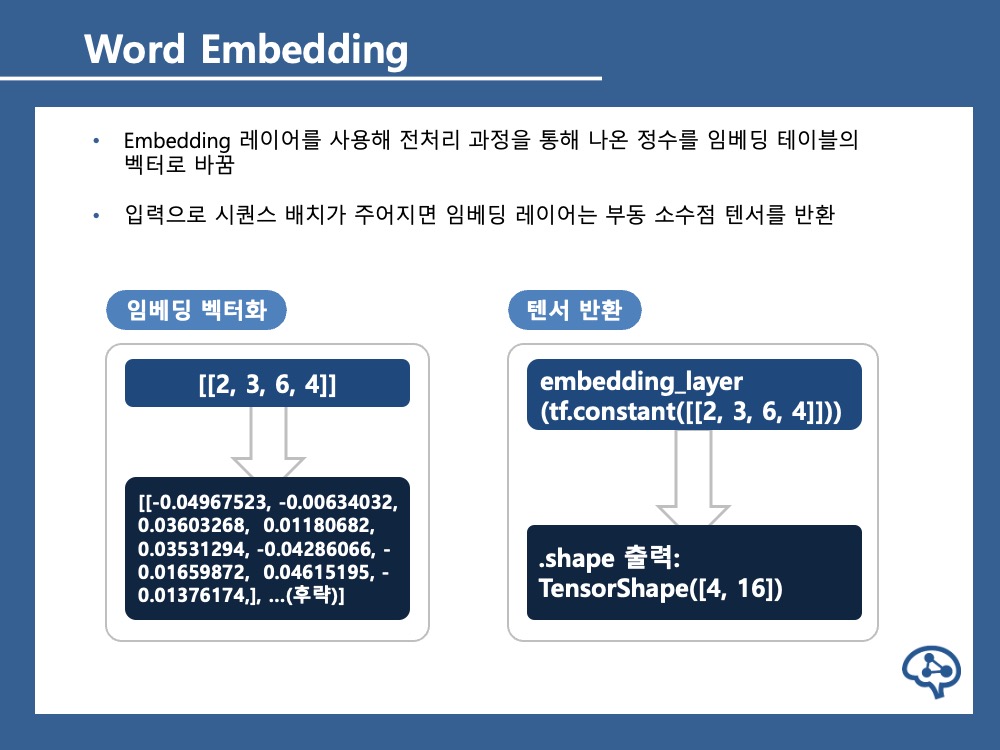 Word Embedding
• Embedding 레이어를 사용해 전처리 과정을 통해 나온 정수를 임베딩 테이블의
벡터로 바꿈
• 입력으로 시퀀스 배치가 주어지면 임베딩 레이어는 부동 소수점 텐서를 반환
임베딩 벡터화
[[2, 3, 6, 4]]
[[-0.04967523, -0.00634032,
0.03603268, 0.01180682,
0.03531294, -0.04286066, -
0.01659872, 0.04615195, -
0.01376174,], ...(후략)]
텐서 반환
embedding_layer
(tf.constant([[2, 3, 6, 4]]))
.shape 출력:
TensorShape([4, 16])